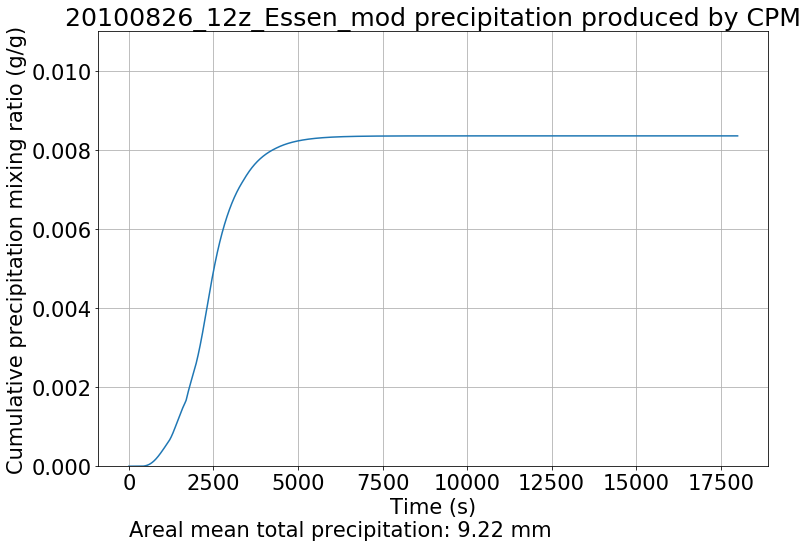 20100826_12z_Essen_mod precipitation produced by CPM
Cumulative precipitation mixing ratio (g/g)
0.010
0.008
0.006
0.004
0.002
0.000
0 2500 5000 7500 10000 12500 15000 17500
Time (s)
Areal mean total precipitation: 9.22 mm